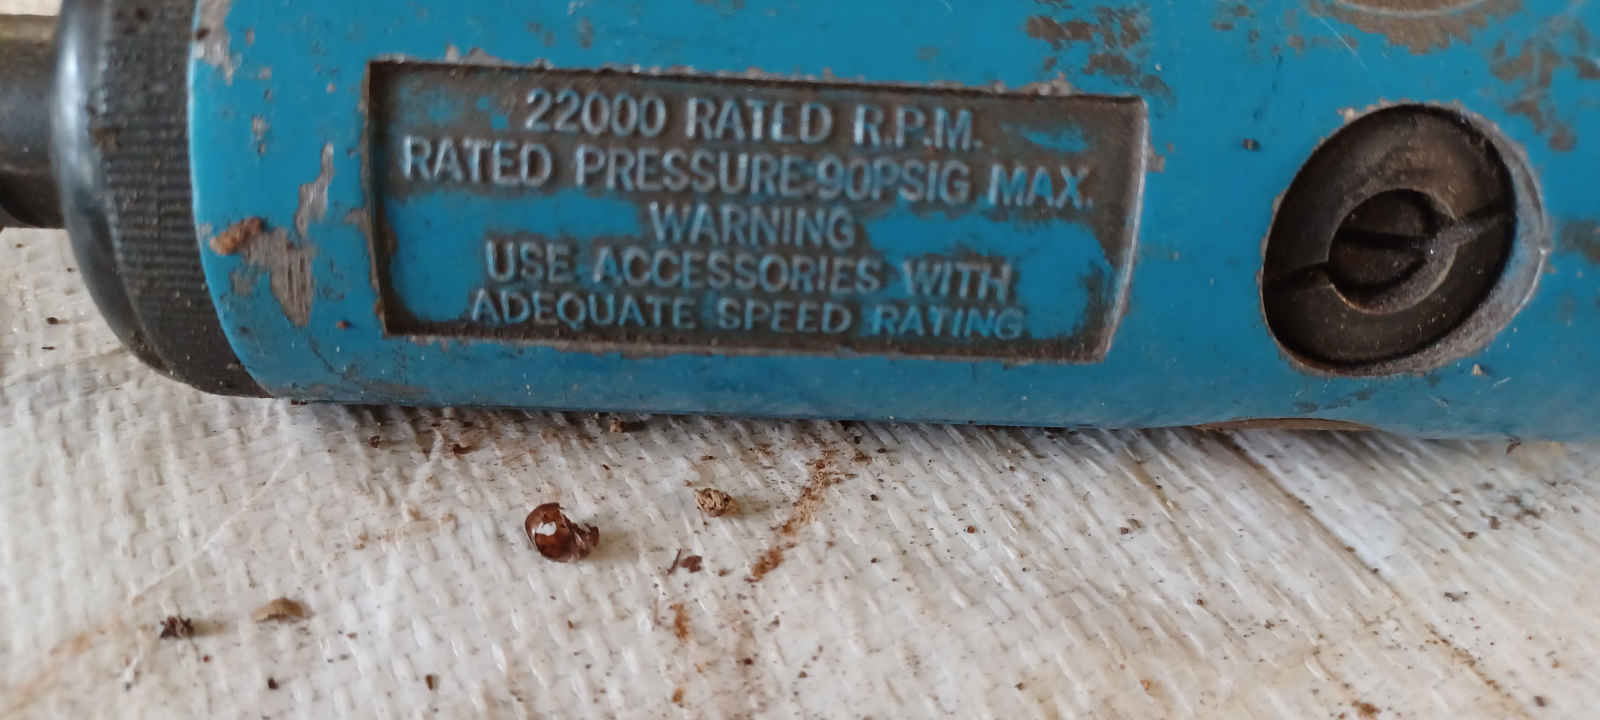 22000 RATED R.P.M.
RATED PRESSURE:90PSIG MAX.
WARNING
USE ACCESSORIES WITH
ADEQUATE SPEED RATING